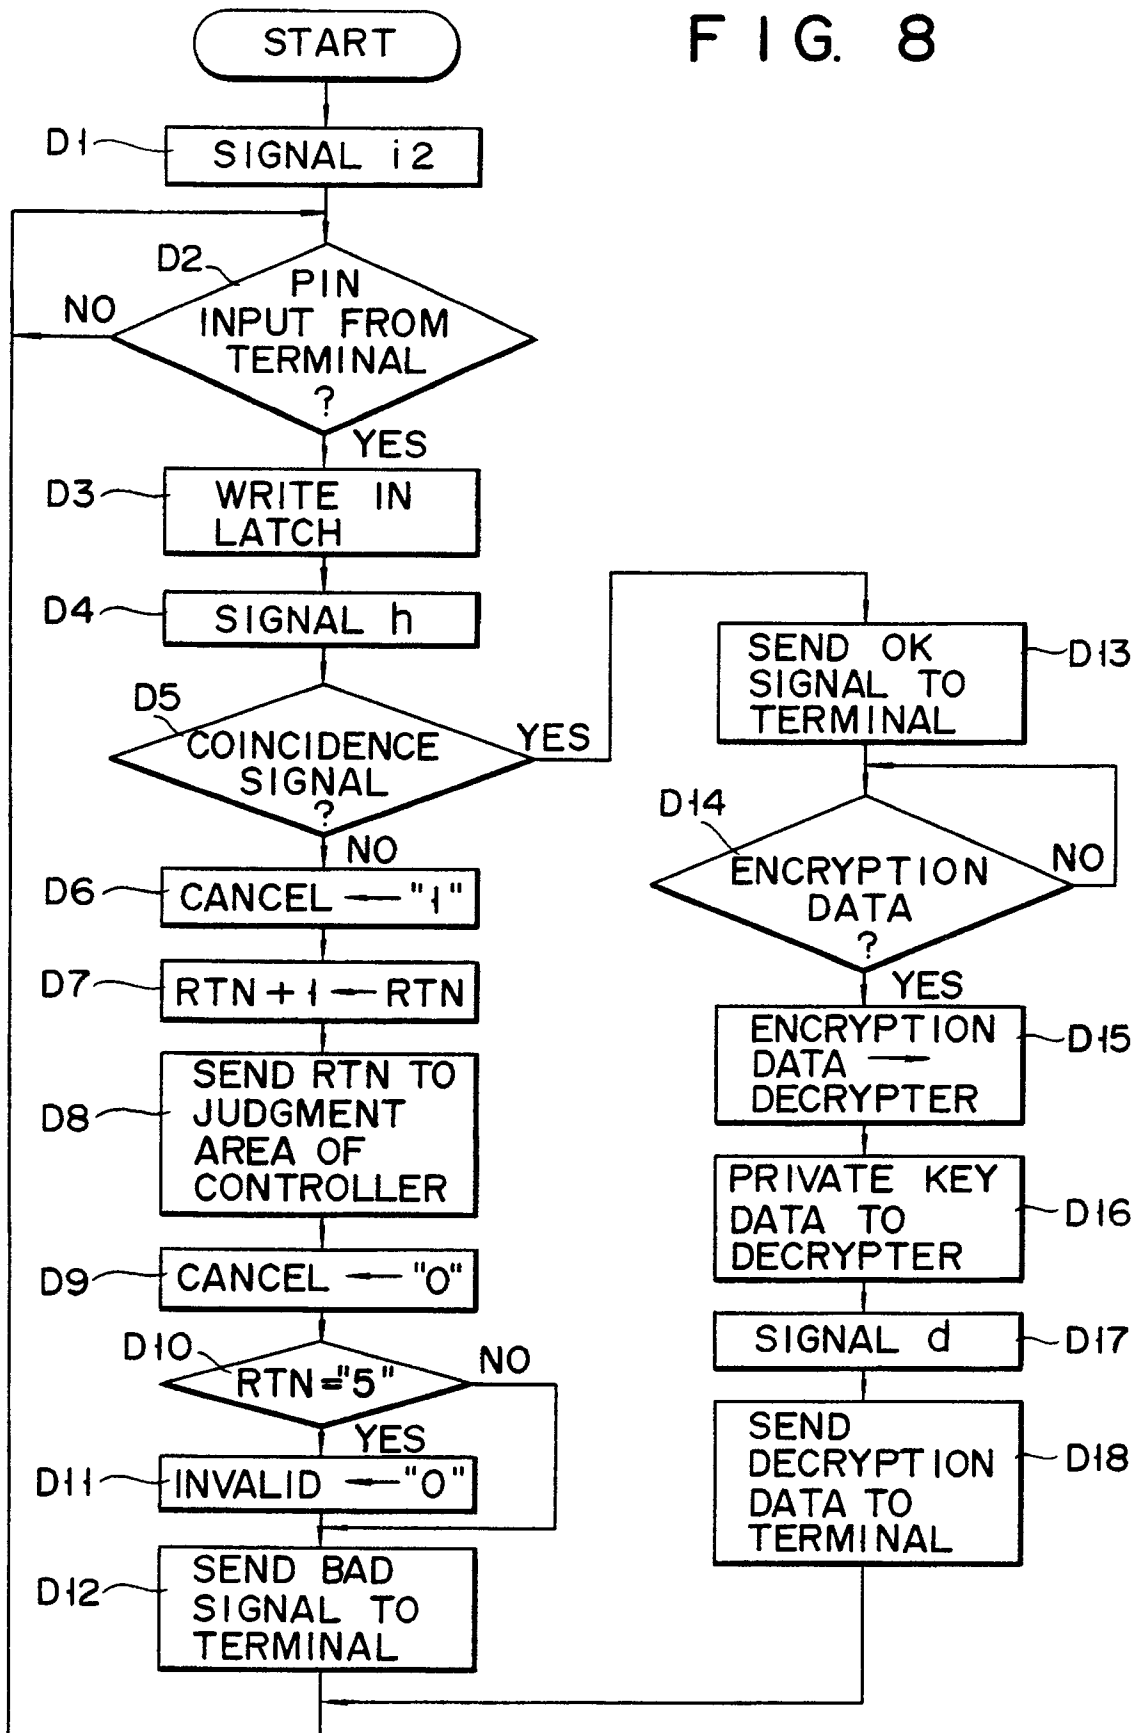 FIG. 8
START
D1
SIGNAL i2
D2
PIN
INPUT FROM
TERMINAL
?
NO
YES
D3
WRITE IN
LATCH
D4
SIGNAL h
D5
COINCIDENCE
SIGNAL
?
YES
NO
D6
CANCEL ← "1"
D7
RTN + 1 ← RTN
D8
SEND RTN TO
JUDGMENT
AREA OF
CONTROLLER
D9
CANCEL ← "0"
D10
RTN="5"
NO
YES
D11
INVALID ← "0"
D12
SEND BAD
SIGNAL TO
TERMINAL
SEND OK
SIGNAL TO
TERMINAL
D13
D14
ENCRYPTION
DATA
?
NO
YES
ENCRYPTION
DATA →
DECRYPTER
D15
PRIVATE KEY
DATA TO
DECRYPTER
D16
SIGNAL d
D17
SEND
DECRYPTION
DATA TO
TERMINAL
D18